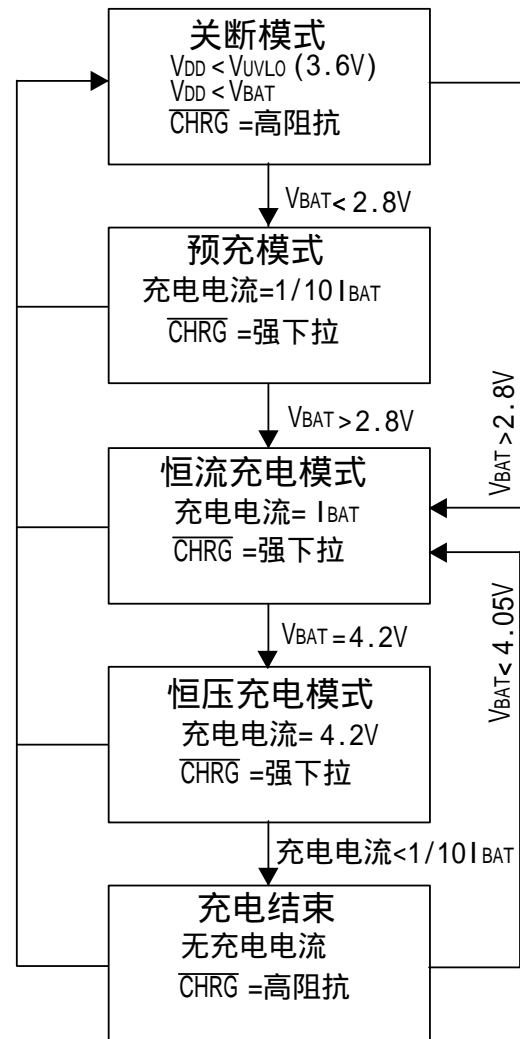 关断模式
VDD<VUVLO(3.6V)
VDD<VBAT
CHRG=高阻抗
VBAT<2.8V
预充模式
充电电流=1/10IBAT
CHRG=强下拉
VBAT>2.8V
VBAT>2.8V
恒流充电模式
充电电流=IBAT
CHRG=强下拉
VBAT=4.2V
VBAT<4.05V
恒压充电模式
充电电流=4.2V
CHRG=强下拉
充电电流<1/10IBAT
充电结束
无充电电流
CHRG=高阻抗